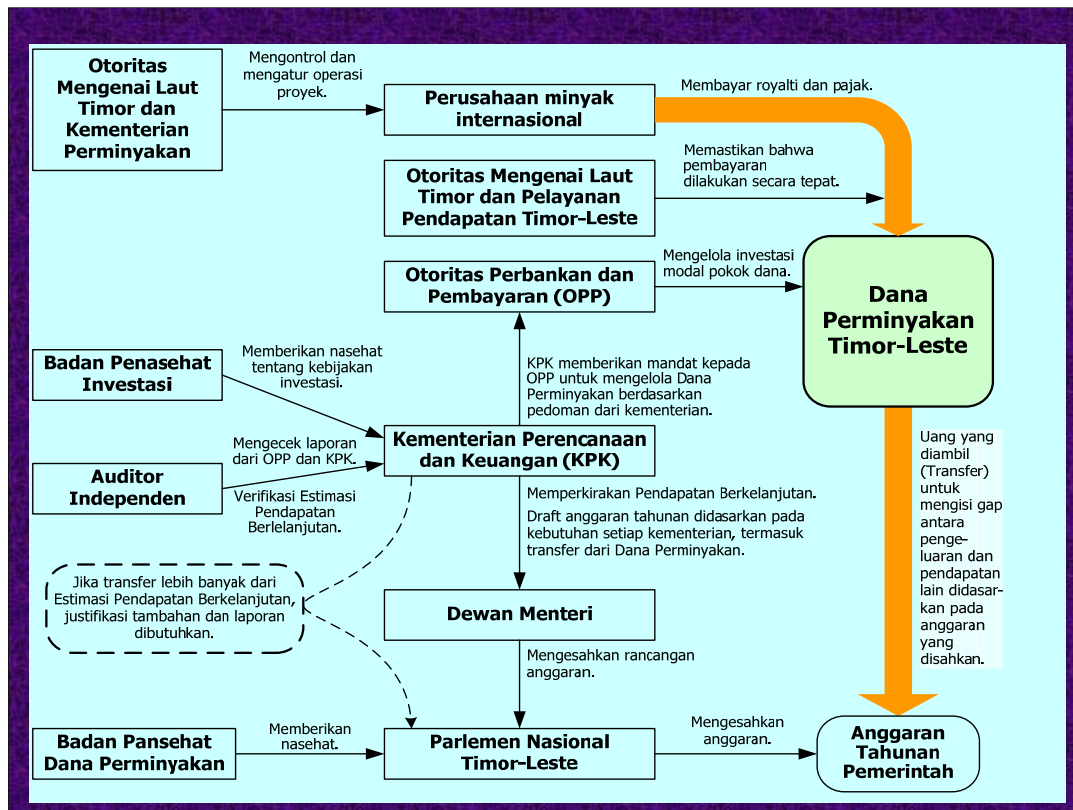 Otoritas
Mengenai Laut
Timor dan
Kementerian
Perminyakan
Mengontrol dan
mengatur operasi
proyek.
Perusahaan minyak
internasional
Membayar royalti dan pajak.
Otoritas Mengenai Laut
Timor dan Pelayanan
Pendapatan Timor-Leste
Memastikan bahwa
pembayaran
dilakukan secara tepat.
Otoritas Perbankan dan
Pembayaran (OPP)
Mengelola investasi
modal pokok dana.
Dana
Perminyakan
Timor-Leste
Badan Penasehat
Investasi
Memberikan nasehat
tentang kebijakan
investasi.
KPK memberikan mandat kepada
OPP untuk mengelola Dana
Perminyakan berdasarkan
pedoman dari kementerian.
Auditor
Independen
Mengecek laporan
dari OPP dan KPK.
Verifikasi Estimasi
Pendapatan
Berlelanjutan.
Kementerian Perencanaan
dan Keuangan (KPK)
Memperkirakan Pendapatan Berkelanjutan.
Draft anggaran tahunan didasarkan pada
kebutuhan setiap kementerian, termasuk
transfer dari Dana Perminyakan.
Uang yang
diambil
(Transfer)
untuk
mengisi gap
antara
penge-
luaran dan
pendapatan
lain didasar-
kan pada
anggaran
yang
disahkan.
Jika transfer lebih banyak dari
Estimasi Pendapatan Berkelanjutan,
justifikasi tambahan dan laporan
dibutuhkan.
Dewan Menteri
Mengesahkan rancangan
anggaran.
Badan Pansehat
Dana Perminyakan
Memberikan
nasehat.
Parlemen Nasional
Timor-Leste
Mengesahkan
anggaran.
Anggaran
Tahunan
Pemerintah